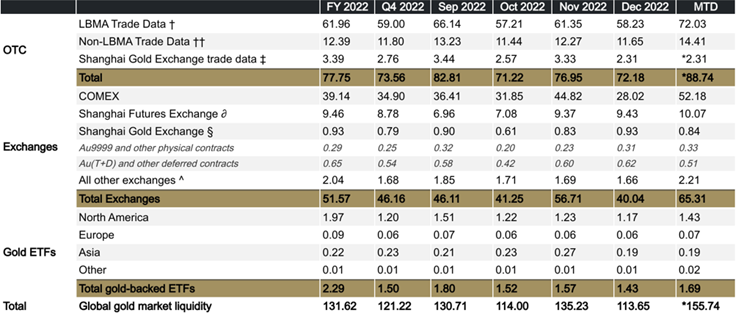 FY 2022 Q4 2022 Sep 2022 Oct 2022 Nov 2022 Dec 2022 MTD
OTC
LBMA Trade Data † 61.96 59.00 66.14 57.21 61.35 58.23 72.03
Non-LBMA Trade Data †† 12.39 11.80 13.23 11.44 12.27 11.65 14.41
Shanghai Gold Exchange trade data ‡ 3.39 2.76 3.44 2.57 3.33 2.31 *2.31
Total 77.75 73.56 82.81 71.22 76.95 72.18 *88.74
Exchanges
COMEX 39.14 34.90 36.41 31.85 44.82 28.02 52.18
Shanghai Futures Exchange ∂ 9.46 8.78 6.96 7.08 9.37 9.43 10.07
Shanghai Gold Exchange § 0.93 0.79 0.90 0.61 0.83 0.93 0.84
Au9999 and other physical contracts 0.29 0.25 0.32 0.20 0.23 0.31 0.33
Au(T+D) and other deferred contracts 0.65 0.54 0.58 0.42 0.60 0.62 0.51
All other exchanges ^ 2.04 1.68 1.85 1.71 1.69 1.66 2.21
Total Exchanges 51.57 46.16 46.11 41.25 56.71 40.04 65.31
Gold ETFs
North America 1.97 1.20 1.51 1.22 1.23 1.17 1.43
Europe 0.09 0.06 0.07 0.06 0.06 0.06 0.07
Asia 0.22 0.23 0.21 0.23 0.27 0.19 0.19
Other 0.01 0.01 0.01 0.01 0.01 0.01 0.02
Total gold-backed ETFs 2.29 1.50 1.80 1.52 1.57 1.43 1.69
Total Global gold market liquidity 131.62 121.22 130.71 114.00 135.23 113.65 *155.74